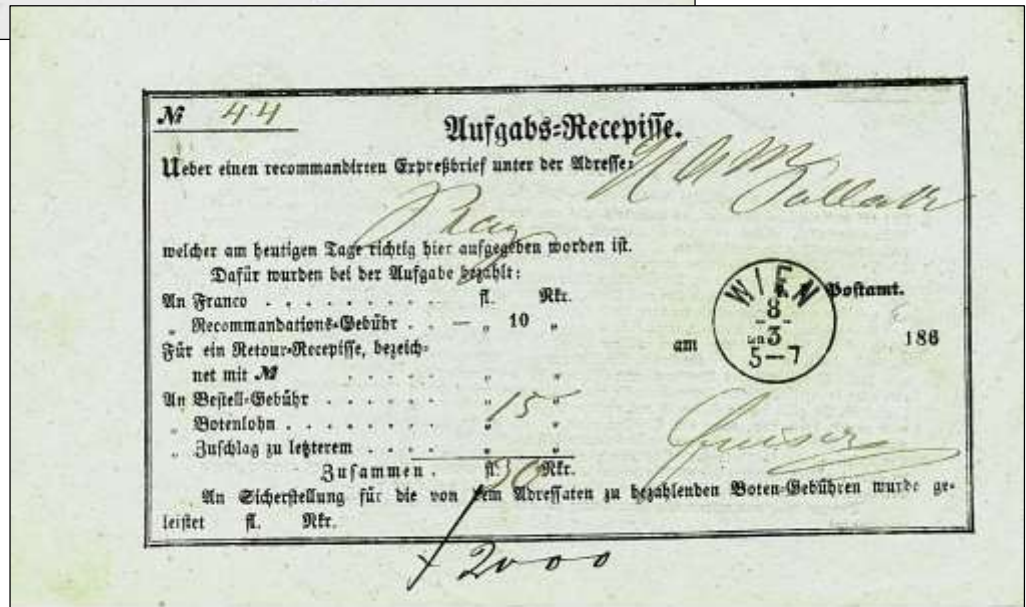 № 44
Aufgabs-Recepisse.
Ueber einen recommandirten Expreßbrief unter der Adresse:
Pollack
Prag
welcher am heutigen Tage richtig hier aufgegeben worden ist.
Dafür wurden bei der Aufgabe bezahlt:
An Franco . . . . . . . . . fl. Nkr.
„ Recommandations-Gebühr . . — „ 10 „
Für ein Retour-Recepisse, bezeich-
net mit № . . . . . „ „
An Bestell-Gebühr . . . . . . „ 15 „
„ Botenlohn . . . . . . . . „ „
„ Zuschlag zu letzterem . . . . „ „
Zusammen . fl. 30 Nkr.
WIEN
8
3
5—7
Postamt.
am 186
An Sicherstellung für die von dem Adressaten zu bezahlenden Boten-Gebühren wurde ge-
leistet fl. Nkr.
2000